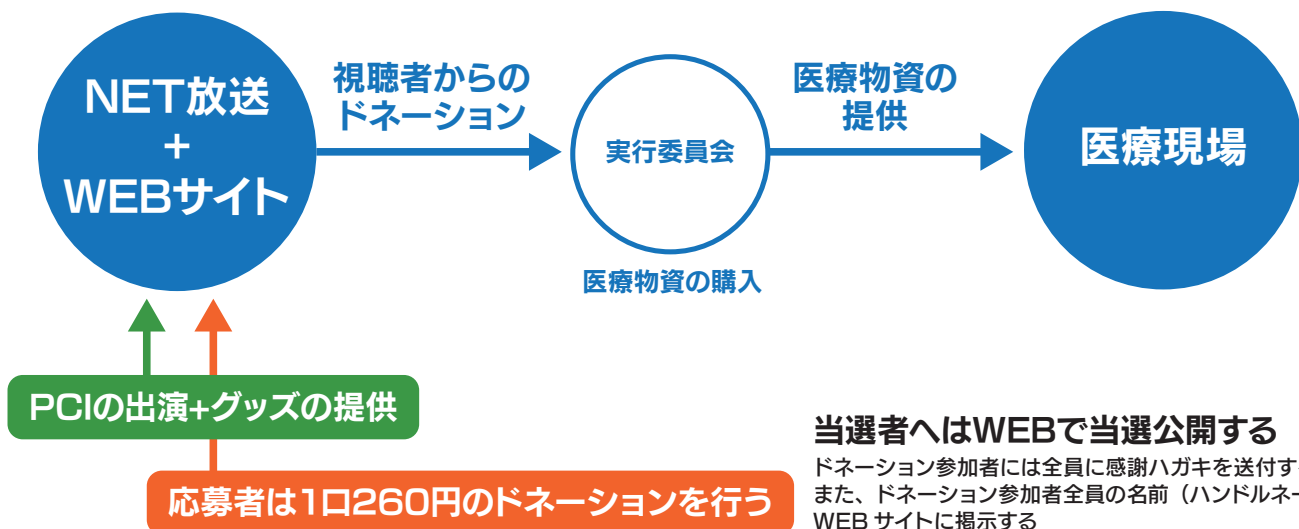 NET放送
+
WEBサイト
視聴者からの
ドネーション
実行委員会
医療物資の購入
医療物資の
提供
医療現場
PCIの出演+グッズの提供
応募者は1口260円のドネーションを行う
当選者へはWEBで当選公開する
ドネーション参加者には全員に感謝ハガキを送付す
また、ドネーション参加者全員の名前（ハンドルネー
WEB サイトに掲示する